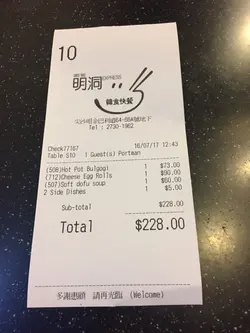 10
明洞
EXPRESS
韓食快餐
Tel : 2730-1962
Check77167 16/07/17 12:43
Table S10 1 Guest(s) Portman
(508)Hot Pot Bulgogi 1 $73.00
(712)Cheese Egg Rolls 1 $90.00
(507)Soft dofu soup 1 $60.00
2 Side Dishes 1 $5.00
Sub-total $228.00
Total $228.00
多謝惠顧 請再光臨 (Welcome)